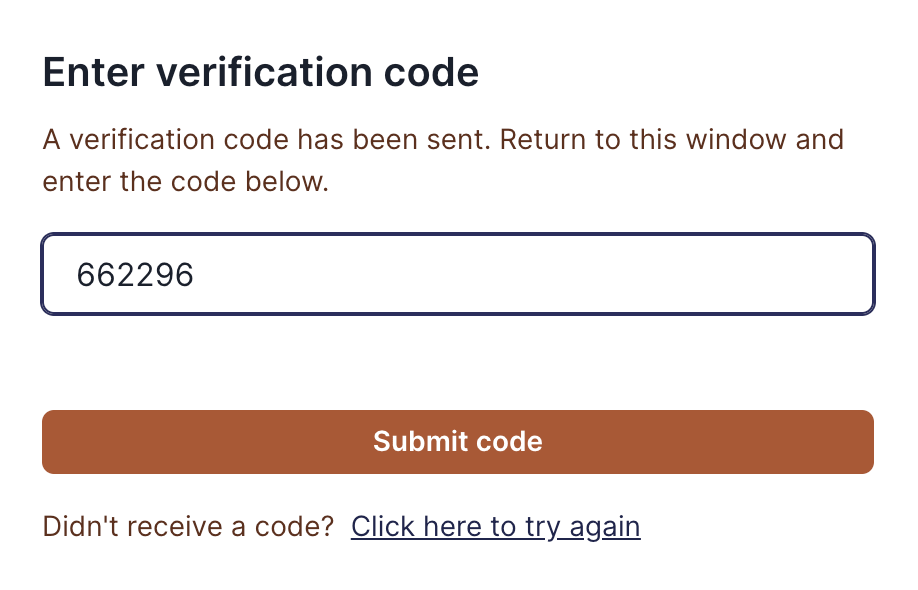 Enter verification code
A verification code has been sent. Return to this window and
enter the code below.
662296
Submit code
Didn't receive a code? Click here to try again